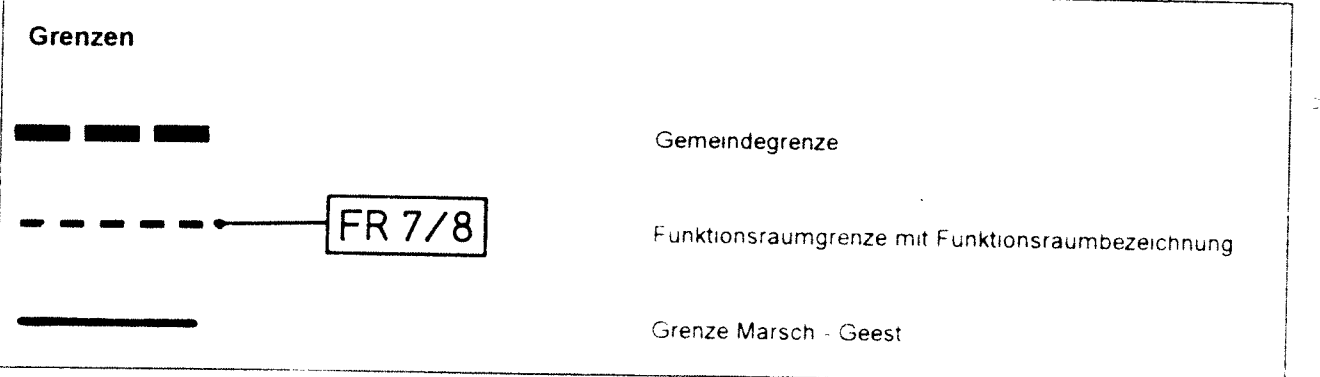 Grenzen
Gemeindegrenze
FR 7/8
Funktionsraumgrenze mit Funktionsraumbezeichnung
Grenze Marsch - Geest